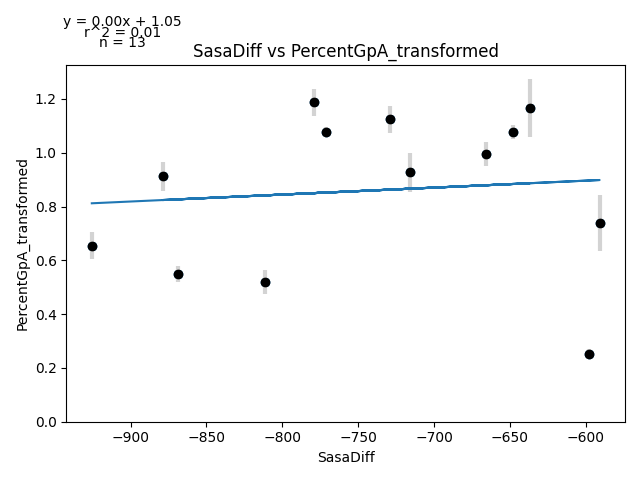 y = 0.00x + 1.05
r^2 = 0.01
n = 13
SasaDiff vs PercentGpA_transformed
PercentGpA_transformed
1.2
1.0
0.8
0.6
0.4
0.2
0.0
−900 −850 −800 −750 −700 −650 −600
SasaDiff